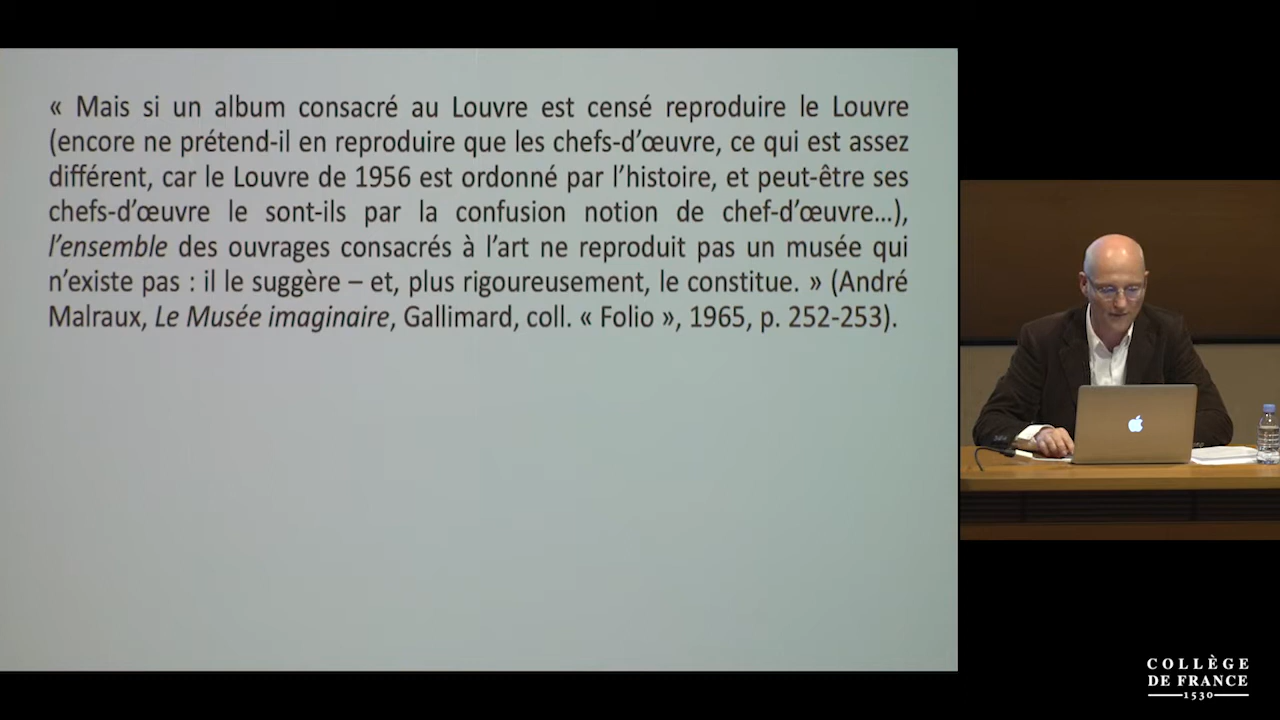 « Mais si un album consacré au Louvre est censé reproduire le Louvre
(encore ne prétend-il en reproduire que les chefs-d’œuvre, ce qui est assez
différent, car le Louvre de 1956 est ordonné par l’histoire, et peut-être ses
chefs-d’œuvre le sont-ils par la confusion notion de chef-d’œuvre…),
l’ensemble des ouvrages consacrés à l’art ne reproduit pas un musée qui
n’existe pas : il le suggère – et, plus rigoureusement, le constitue. » (André
Malraux, Le Musée imaginaire, Gallimard, coll. « Folio », 1965, p. 252-253).
COLLÈGE
DE FRANCE
1530